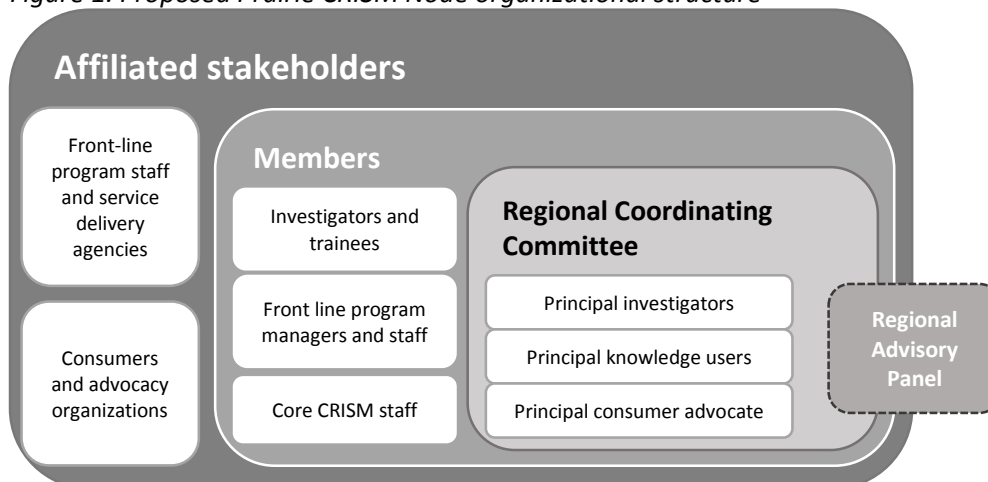 Figure 1. Proposed Prairie CRISM Node organizational structure
Affiliated stakeholders
Front-line
program staff
and service
delivery
agencies
Consumers
and advocacy
organizations
Members
Investigators and
trainees
Front line program
managers and staff
Core CRISM staff
Regional Coordinating
Committee
Principal investigators
Principal knowledge users
Principal consumer advocate
Regional
Advisory
Panel